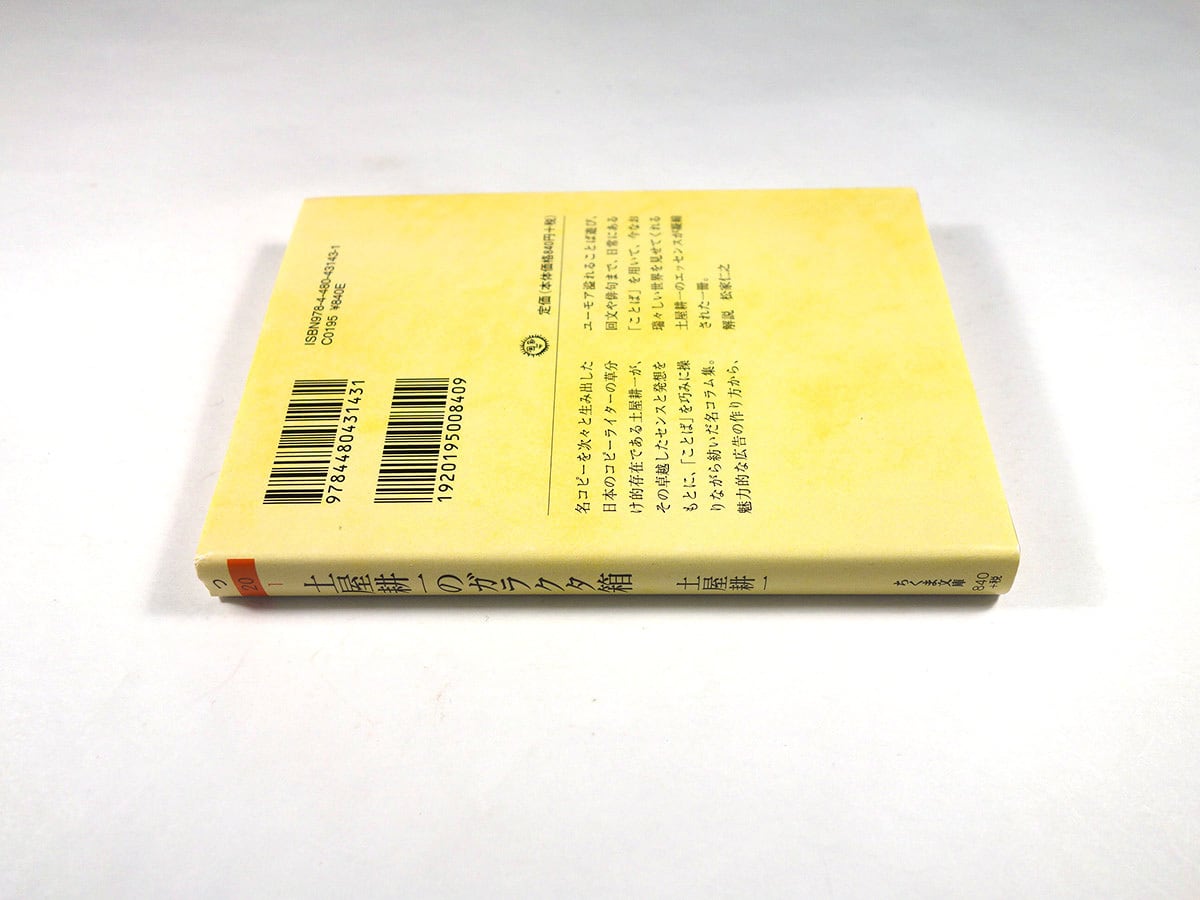 ISBN978-4-480-43143-1
C0195 ¥840E
9784480431431
1920195008409
定価(本体価格840円+税)
名コピーを次々と生み出した
日本のコピーライターの草分
け的存在である土屋耕一が、
その卓越したセンスと発想を
もとに、「ことば」を巧みに操
りながら紡いだ名コラム集。
魅力的な広告の作り方から、
ユーモア溢れることば遊び、
回文や俳句まで、日常にある
「ことば」を用いて、今なお
瑞々しい世界を見せてくれる
土屋耕一のエッセンスが凝縮
された一冊。
解説 松家仁之
つ
20
1
土屋耕一のガラクタ箱
土屋耕一
ちくま文庫
840
+税